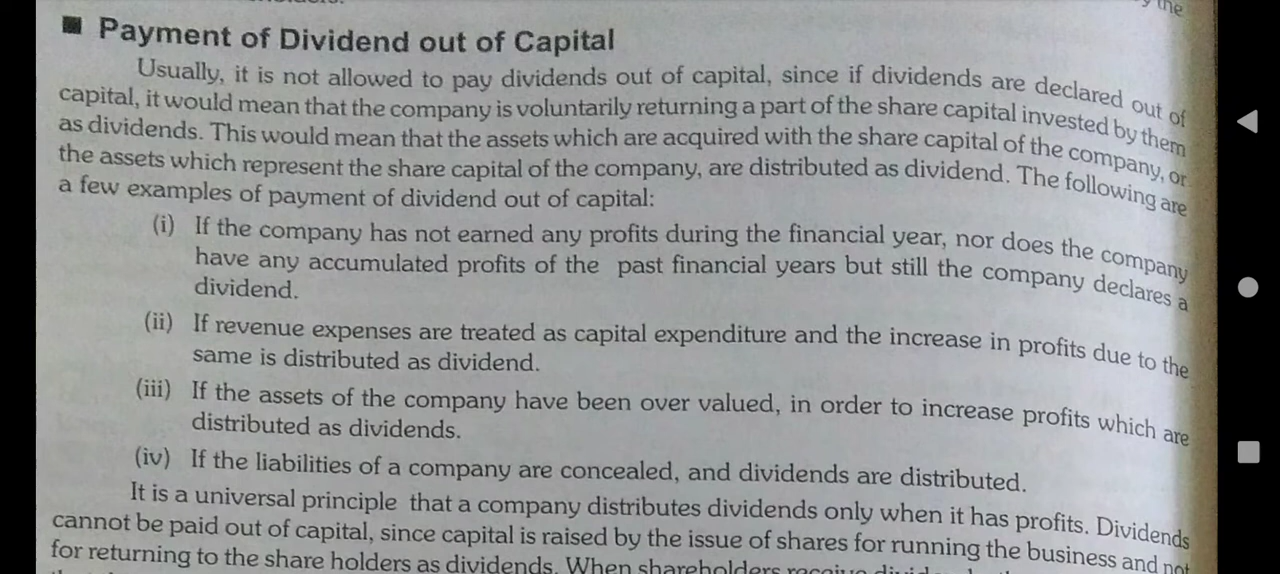 the
■ Payment of Dividend out of Capital
Usually, it is not allowed to pay dividends out of capital, since if dividends are declared out of
capital, it would mean that the company is voluntarily returning a part of the share capital invested by them
as dividends. This would mean that the assets which are acquired with the share capital of the company, or
the assets which represent the share capital of the company, are distributed as dividend. The following are
a few examples of payment of dividend out of capital:
(i) If the company has not earned any profits during the financial year, nor does the company
have any accumulated profits of the past financial years but still the company declares a
dividend.
(ii) If revenue expenses are treated as capital expenditure and the increase in profits due to the
same is distributed as dividend.
(iii) If the assets of the company have been over valued, in order to increase profits which are
distributed as dividends.
(iv) If the liabilities of a company are concealed, and dividends are distributed.
It is a universal principle that a company distributes dividends only when it has profits. Dividends
cannot be paid out of capital, since capital is raised by the issue of shares for running the business and not
for returning to the share holders as dividends. When shareholders receive